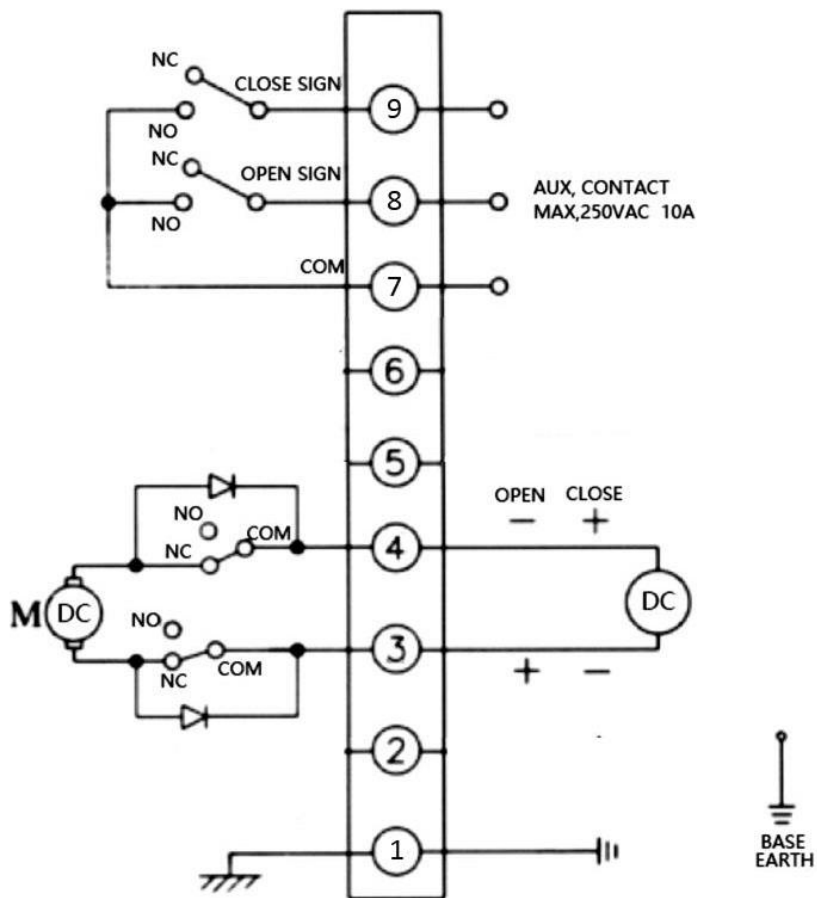 NC
CLOSE SIGN
9
NO
NC
OPEN SIGN
8
AUX, CONTACT
MAX,250VAC 10A
NO
COM
7
6
5
OPEN CLOSE
− +
NO
COM
4
NC
M DC
DC
NO
3
COM
NC
+ −
2
BASE
EARTH
1